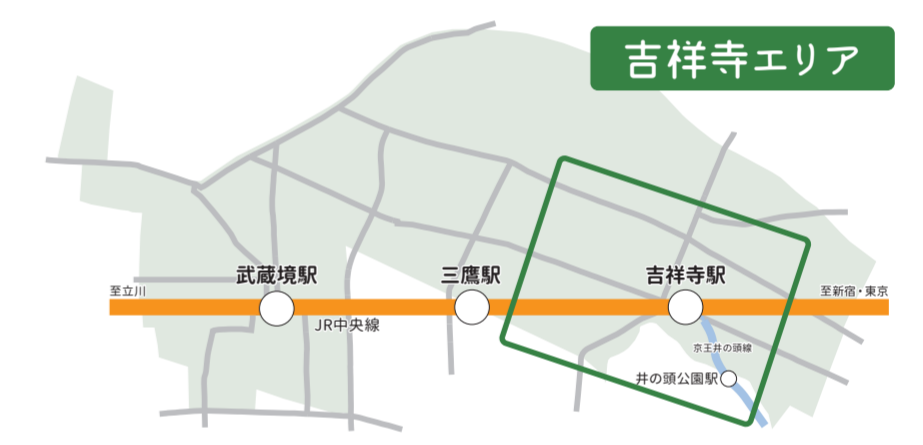 吉祥寺エリア
武蔵境駅
三鷹駅
吉祥寺駅
至立川
至新宿・東京
JR中央線
京王井の頭線
井の頭公園駅